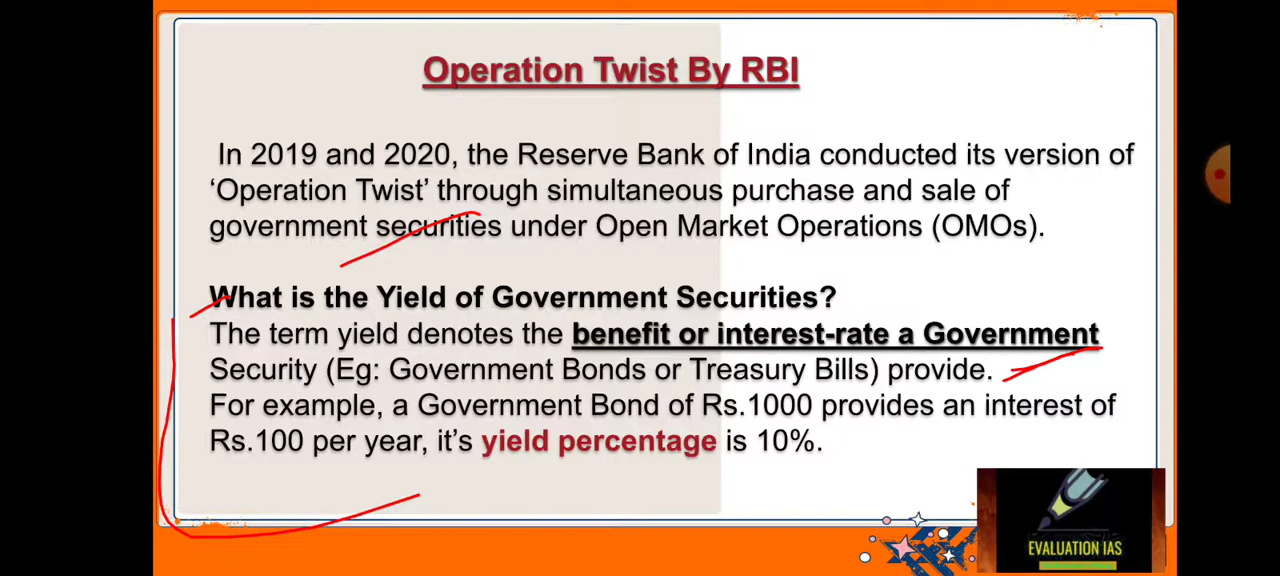 Operation Twist By RBI
In 2019 and 2020, the Reserve Bank of India conducted its version of
‘Operation Twist’ through simultaneous purchase and sale of
government securities under Open Market Operations (OMOs).
What is the Yield of Government Securities?
The term yield denotes the benefit or interest-rate a Government
Security (Eg: Government Bonds or Treasury Bills) provide.
For example, a Government Bond of Rs.1000 provides an interest of
Rs.100 per year, it’s yield percentage is 10%.
EVALUATION IAS